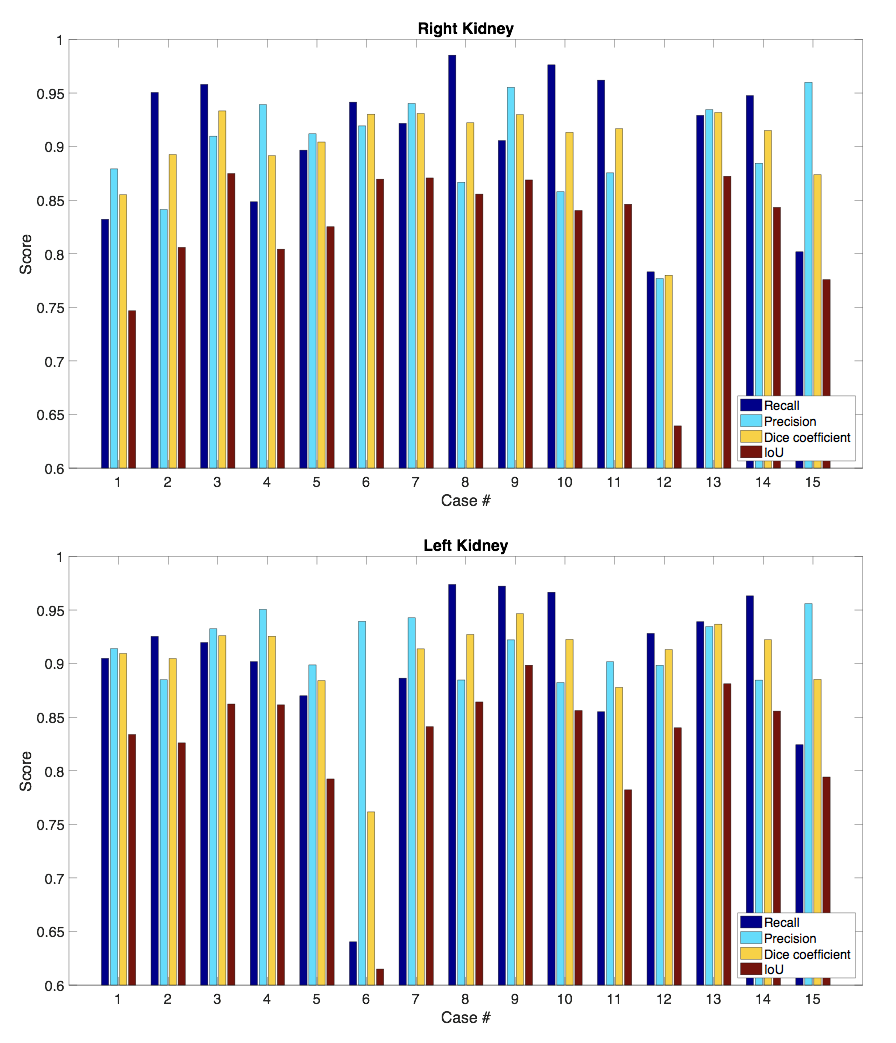 Right Kidney
1
0.95
0.9
0.85
0.8
0.75
0.7
0.65
0.6
Score
1 2 3 4 5 6 7 8 9 10 11 12 13 14 15
Case #
Recall
Precision
Dice coefficient
IoU
Left Kidney
1
0.95
0.9
0.85
0.8
0.75
0.7
0.65
0.6
Score
1 2 3 4 5 6 7 8 9 10 11 12 13 14 15
Case #
Recall
Precision
Dice coefficient
IoU